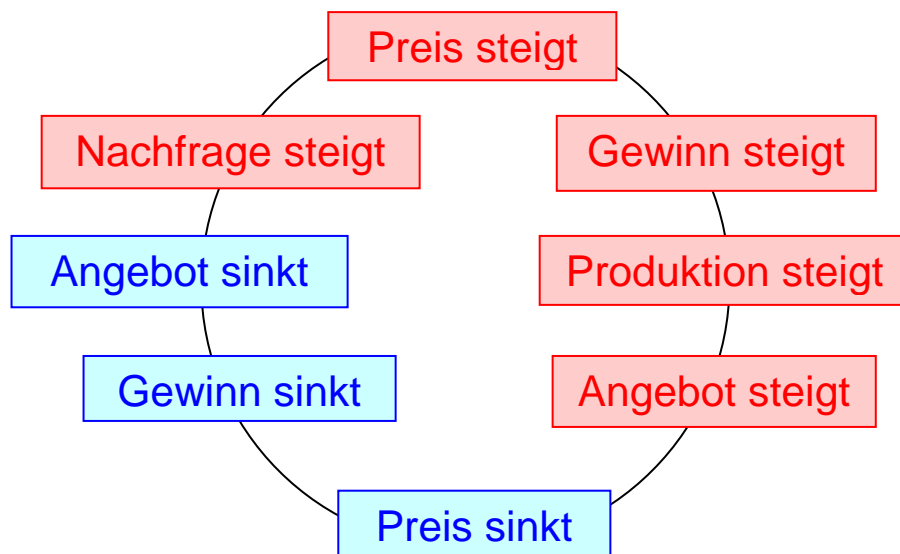 Preis steigt
Nachfrage steigt
Gewinn steigt
Angebot sinkt
Produktion steigt
Gewinn sinkt
Angebot steigt
Preis sinkt